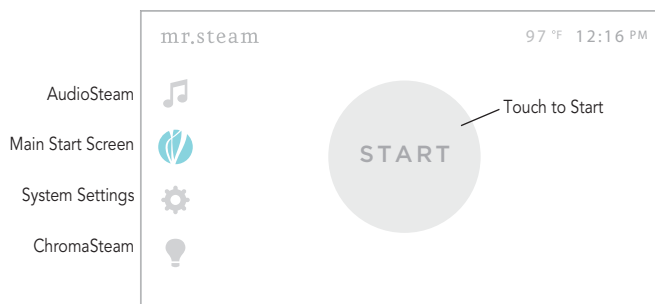 mr.steam
97 °F 12:16 PM
AudioSteam
Touch to Start
Main Start Screen
START
System Settings
ChromaSteam